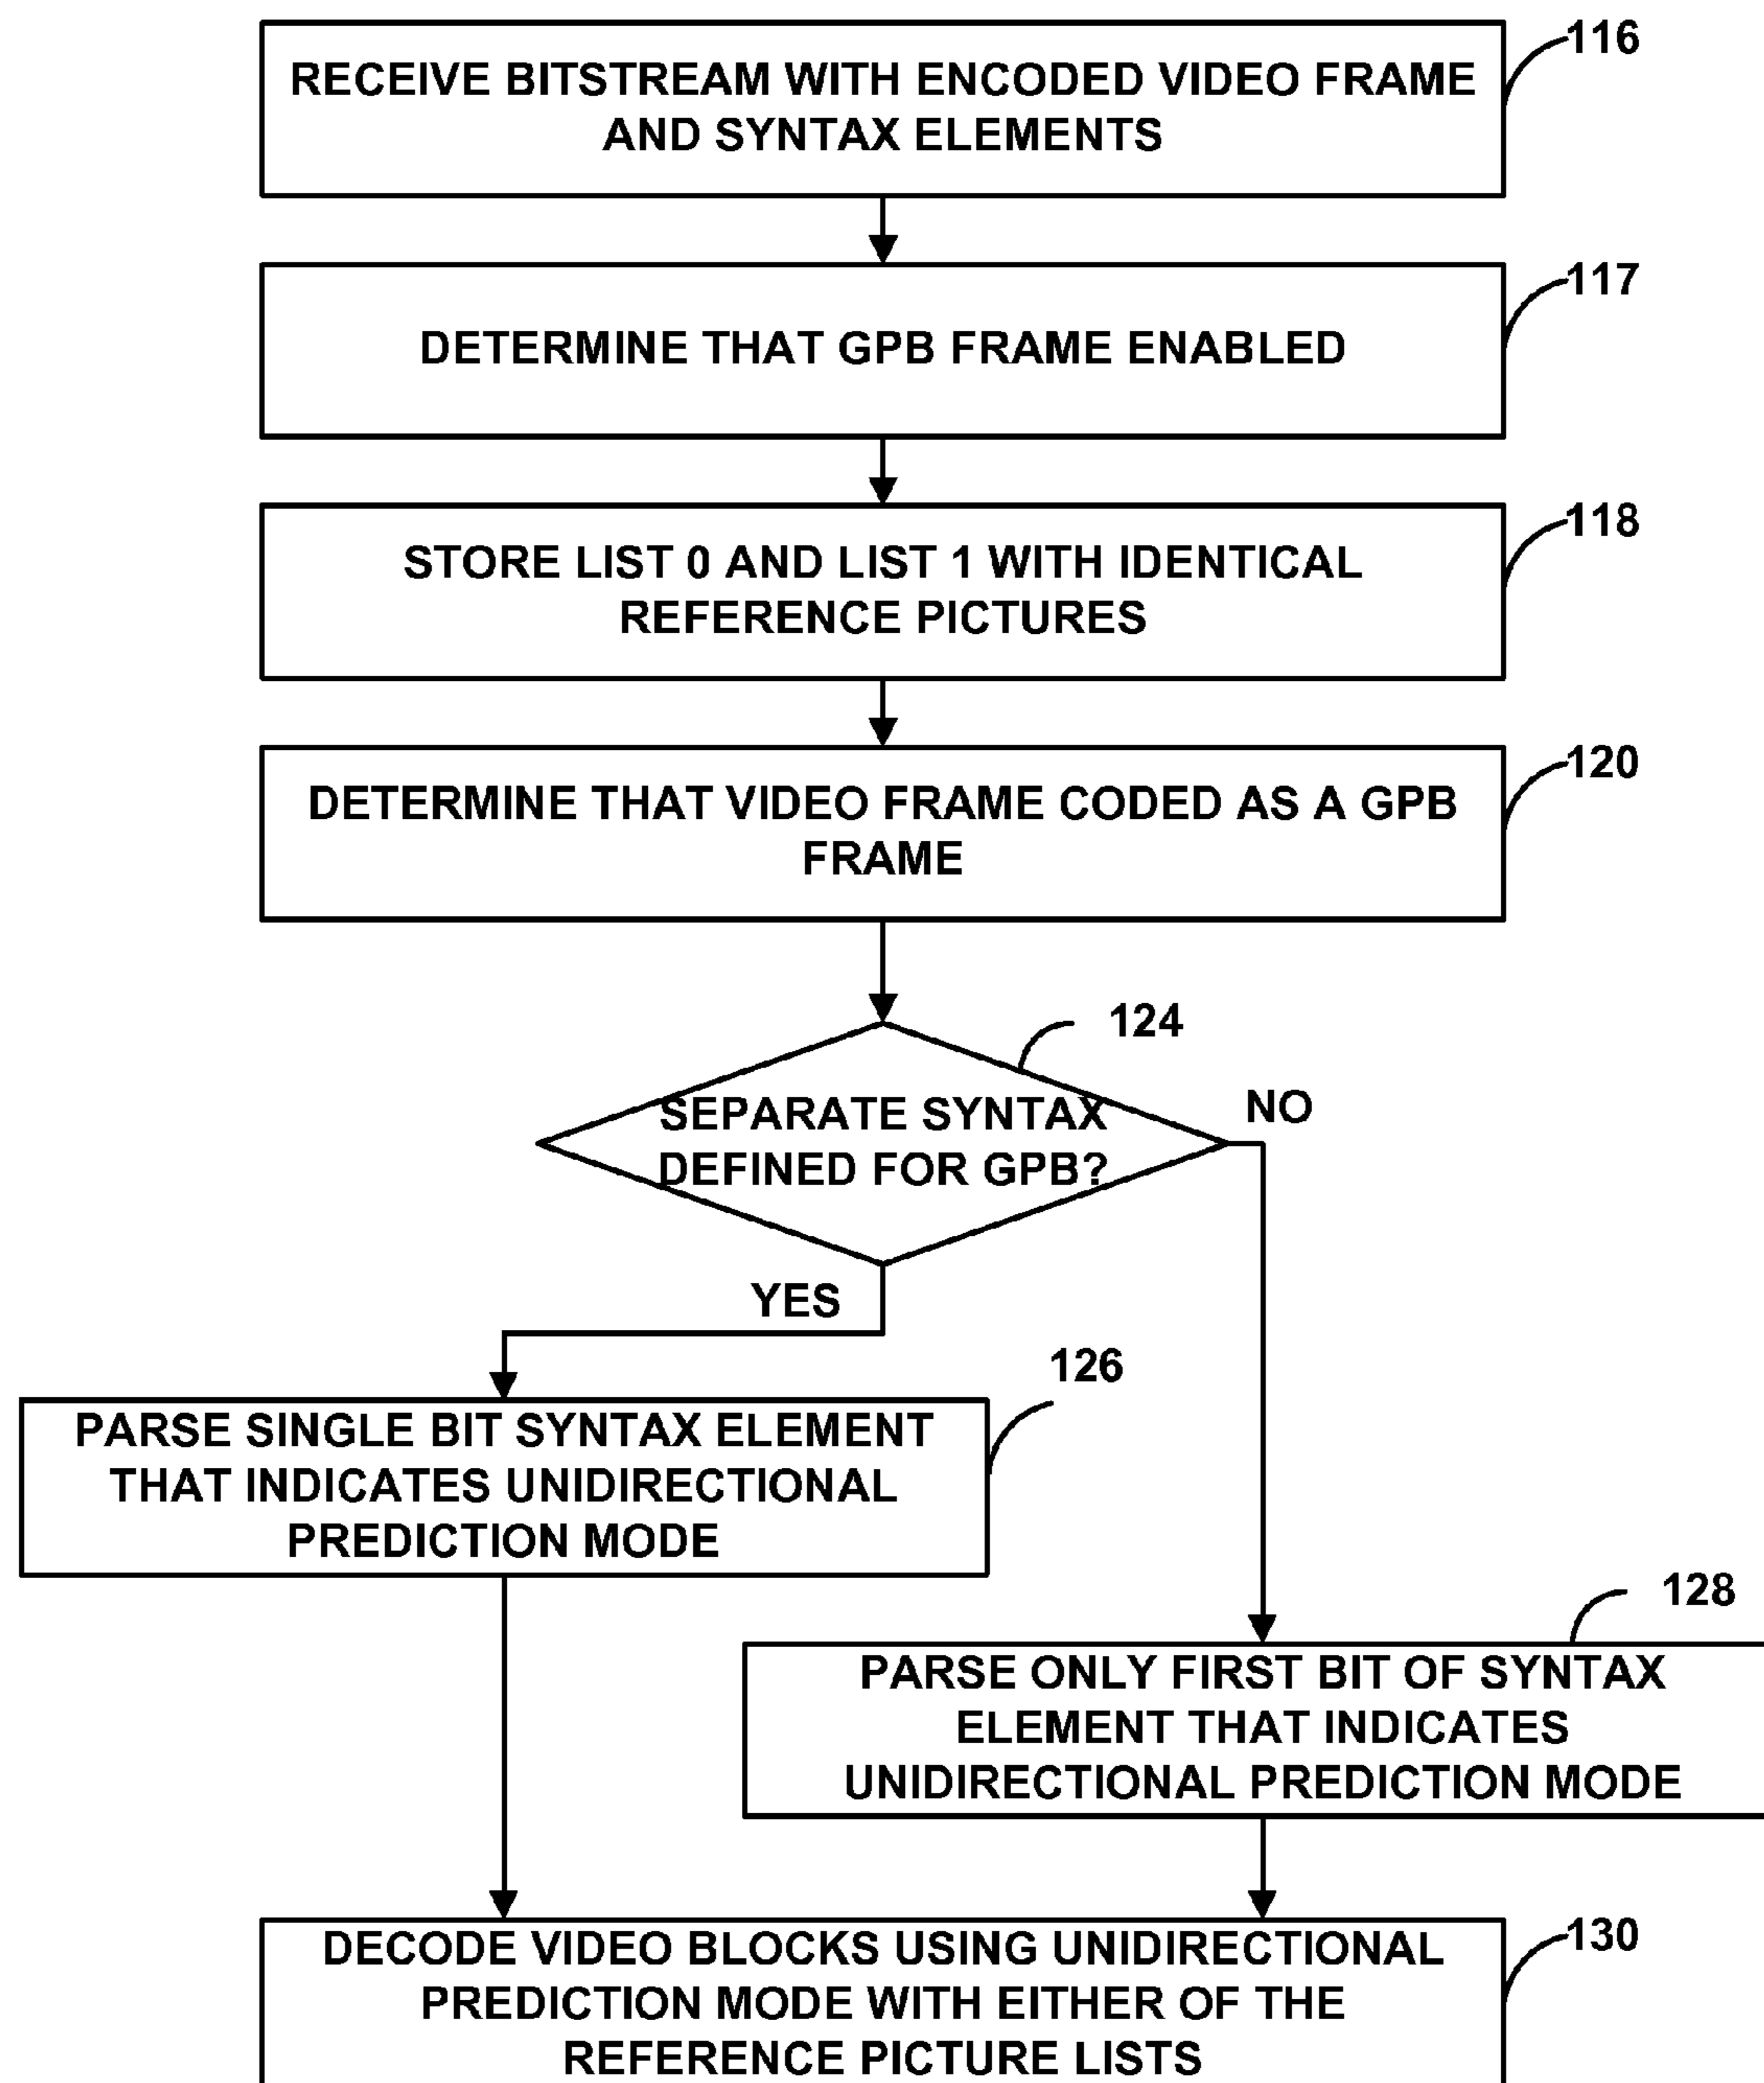 RECEIVE BITSTREAM WITH ENCODED VIDEO FRAME
AND SYNTAX ELEMENTS
116
DETERMINE THAT GPB FRAME ENABLED
117
STORE LIST 0 AND LIST 1 WITH IDENTICAL
REFERENCE PICTURES
118
DETERMINE THAT VIDEO FRAME CODED AS A GPB
FRAME
120
124
SEPARATE SYNTAX
DEFINED FOR GPB?
NO
YES
126
PARSE SINGLE BIT SYNTAX ELEMENT
THAT INDICATES UNIDIRECTIONAL
PREDICTION MODE
128
PARSE ONLY FIRST BIT OF SYNTAX
ELEMENT THAT INDICATES
UNIDIRECTIONAL PREDICTION MODE
DECODE VIDEO BLOCKS USING UNIDIRECTIONAL
PREDICTION MODE WITH EITHER OF THE
REFERENCE PICTURE LISTS
130